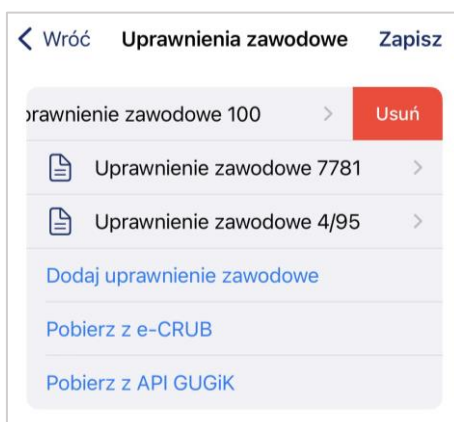 Wróć Uprawnienia zawodowe Zapisz
rawnienie zawodowe 100 Usuń
Uprawnienie zawodowe 7781
Uprawnienie zawodowe 4/95
Dodaj uprawnienie zawodowe
Pobierz z e-CRUB
Pobierz z API GUGiK